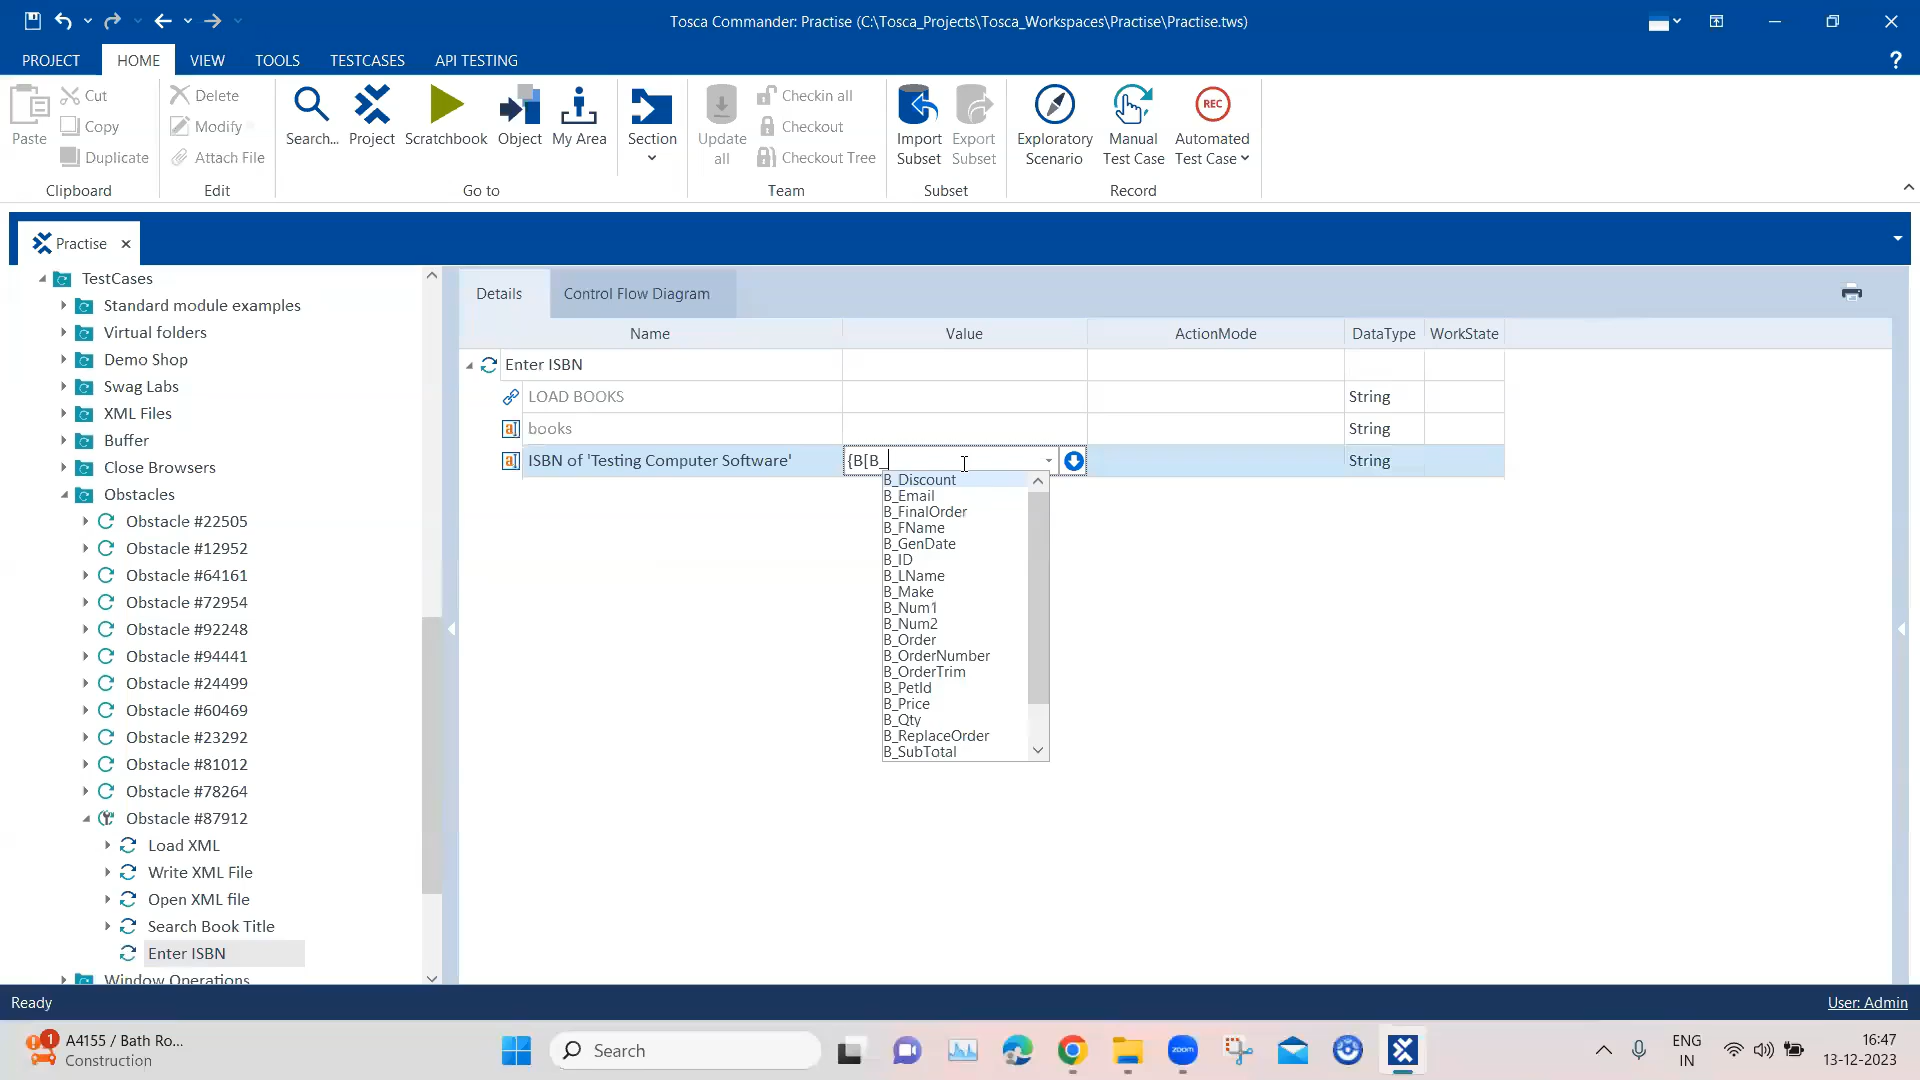 Tosca Commander: Practise (C:\Tosca_Projects\Tosca_Workspaces\Practise\Practise.tws)
PROJECT
HOME
VIEW
TOOLS
TESTCASES
API TESTING
?
Paste
Cut
Copy
Duplicate
Clipboard
Delete
Modify
Attach File
Edit
Search...
Project
Scratchbook
Object
My Area
Section
Go to
Update all
Checkin all
Checkout
Checkout Tree
Team
Import Subset
Export Subset
Subset
Exploratory Scenario
Manual Test Case
REC
Automated Test Case
Record
Practise
TestCases
Standard module examples
Virtual folders
Demo Shop
Swag Labs
XML Files
Buffer
Close Browsers
Obstacles
Obstacle #22505
Obstacle #12952
Obstacle #64161
Obstacle #72954
Obstacle #92248
Obstacle #94441
Obstacle #24499
Obstacle #60469
Obstacle #23292
Obstacle #81012
Obstacle #78264
Obstacle #87912
Load XML
Write XML File
Open XML file
Search Book Title
Enter ISBN
Window Operations
Details
Control Flow Diagram
Name
Value
ActionMode
DataType
WorkState
Enter ISBN
LOAD BOOKS
String
books
String
ISBN of 'Testing Computer Software'
{B[B_
String
B_Discount
B_Email
B_FinalOrder
B_FName
B_GenDate
B_ID
B_LName
B_Make
B_Num1
B_Num2
B_Order
B_OrderNumber
B_OrderTrim
B_PetId
B_Price
B_Qty
B_ReplaceOrder
B_SubTotal
Ready
User: Admin
1
A4155 / Bath Ro...
Construction
Search
zoom
ENG
IN
16:47
13-12-2023